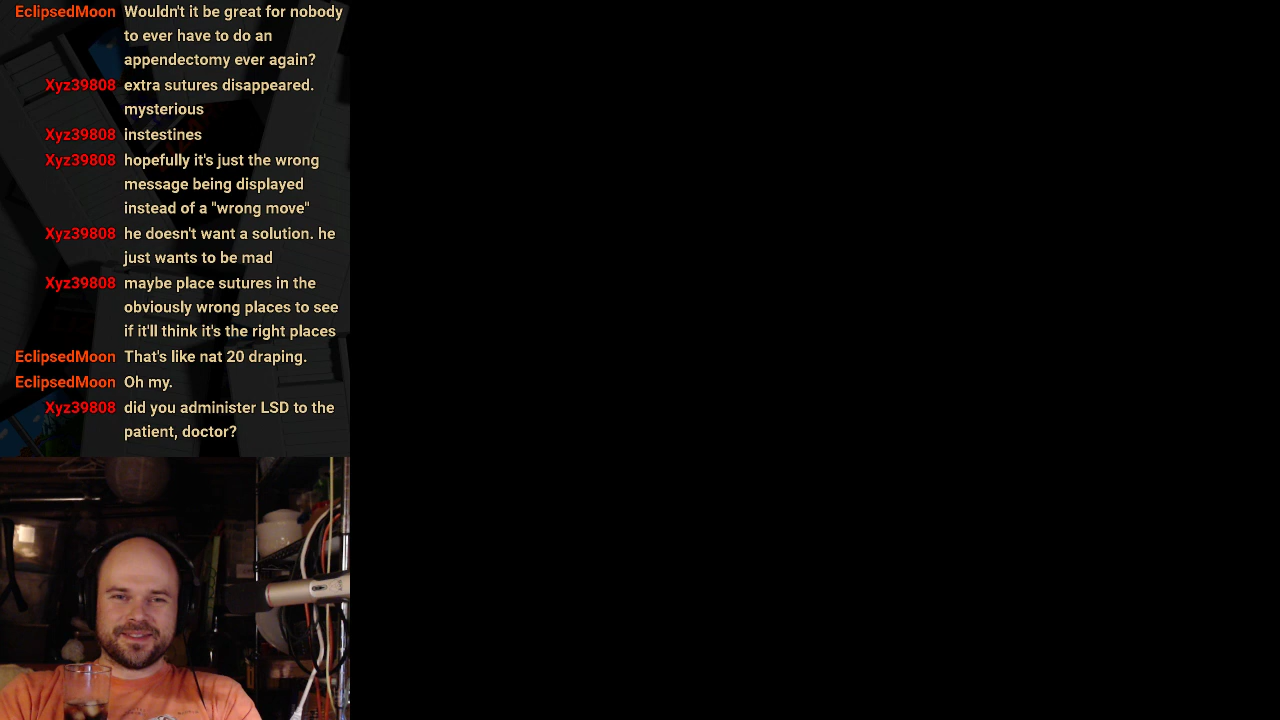 EclipsedMoon Wouldn't it be great for nobody
to ever have to do an
appendectomy ever again?
Xyz39808 extra sutures disappeared.
mysterious
Xyz39808 instestines
Xyz39808 hopefully it's just the wrong
message being displayed
instead of a "wrong move"
Xyz39808 he doesn't want a solution. he
just wants to be mad
Xyz39808 maybe place sutures in the
obviously wrong places to see
if it'll think it's the right places
EclipsedMoon That's like nat 20 draping.
EclipsedMoon Oh my.
Xyz39808 did you administer LSD to the
patient, doctor?